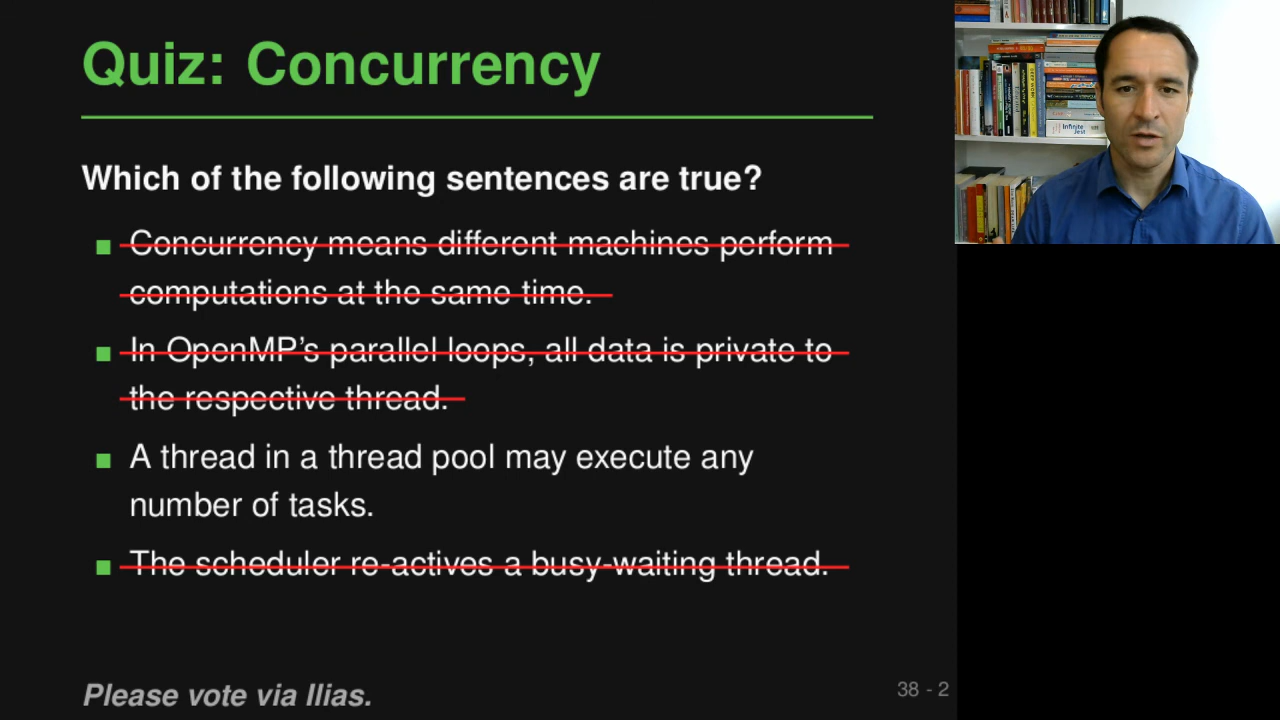 Quiz: Concurrency
Which of the following sentences are true?
Concurrency means different machines perform
computations at the same time.
In OpenMP's parallel loops, all data is private to
the respective thread.
A thread in a thread pool may execute any
number of tasks.
The scheduler re-actives a busy-waiting thread.
Please vote via Ilias.
38 - 2
Infinite
Jest